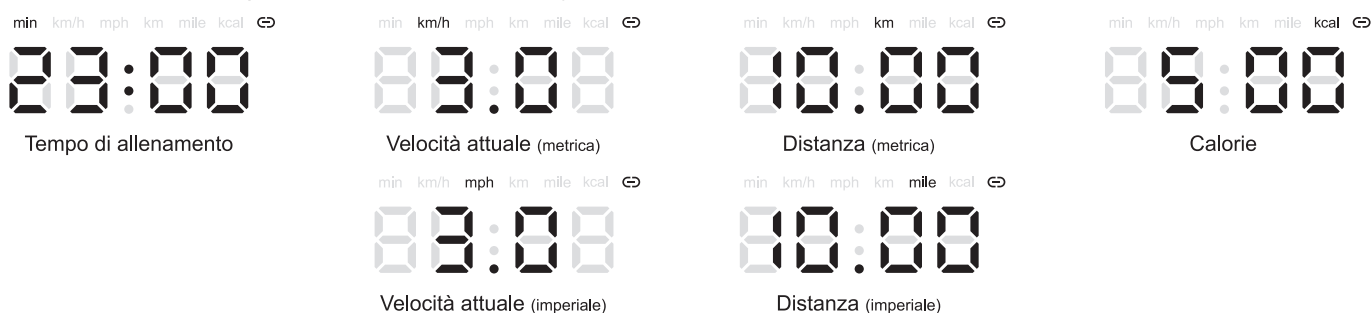 min km/h mph km mile kcal min km/h mph km mile kcal min km/h mph km mile kcal min km/h mph km mile kcal
23:00 3.0 10.00 500
Tempo di allenamento Velocità attuale (metrica) Distanza (metrica) Calorie
min km/h mph km mile kcal min km/h mph km mile kcal
3.0 10.00
Velocità attuale (imperiale) Distanza (imperiale)